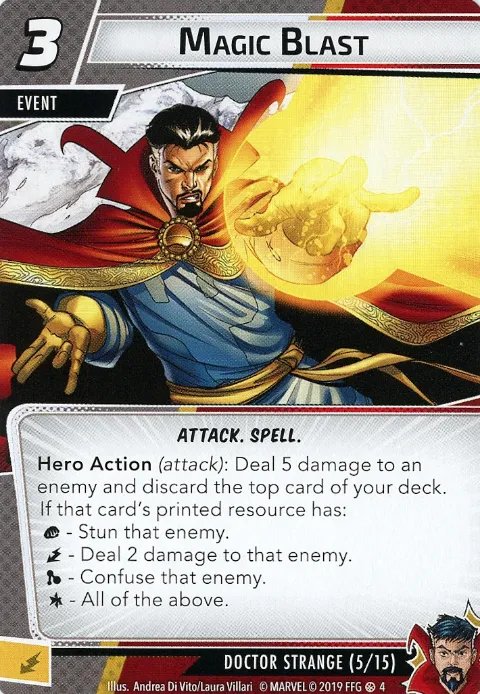 3
MAGIC BLAST
EVENT
ATTACK. SPELL.
Hero Action (attack): Deal 5 damage to an
enemy and discard the top card of your deck.
If that card's printed resource has:
- Stun that enemy.
- Deal 2 damage to that enemy.
- Confuse that enemy.
- All of the above.
DOCTOR STRANGE (5/15)
Illus. Andrea Di Vito/Laura Villari © MARVEL © 2019 FFG 4